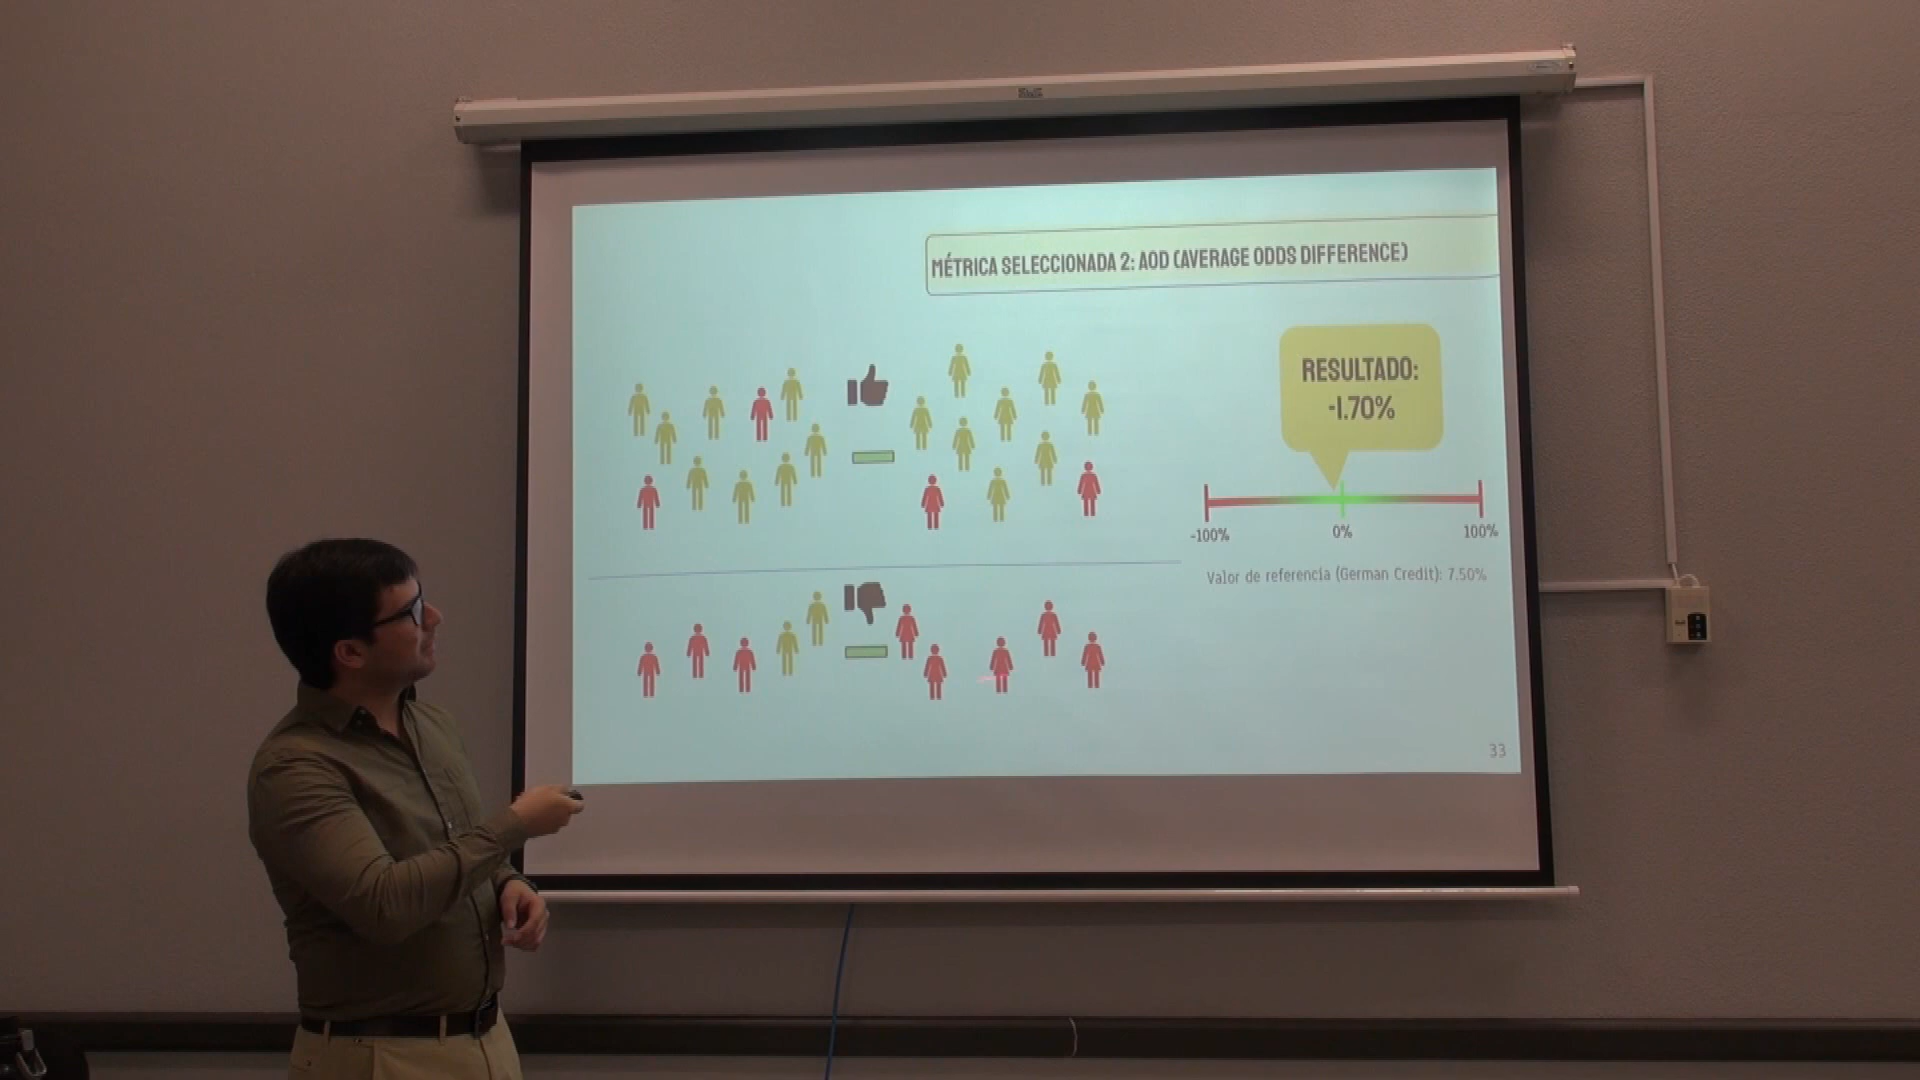 MÉTRICA SELECCIONADA 2: AOD (AVERAGE ODDS DIFFERENCE)
RESULTADO:
-1.70%
-100%
0%
100%
Valor de referencia (German Credit): 7.50%
33